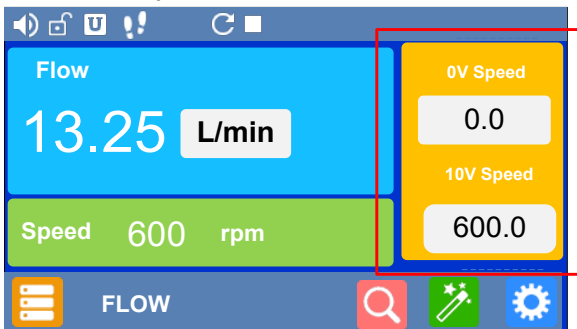 U
Flow
13.25 L/min
Speed 600 rpm
0V Speed
0.0
10V Speed
600.0
FLOW